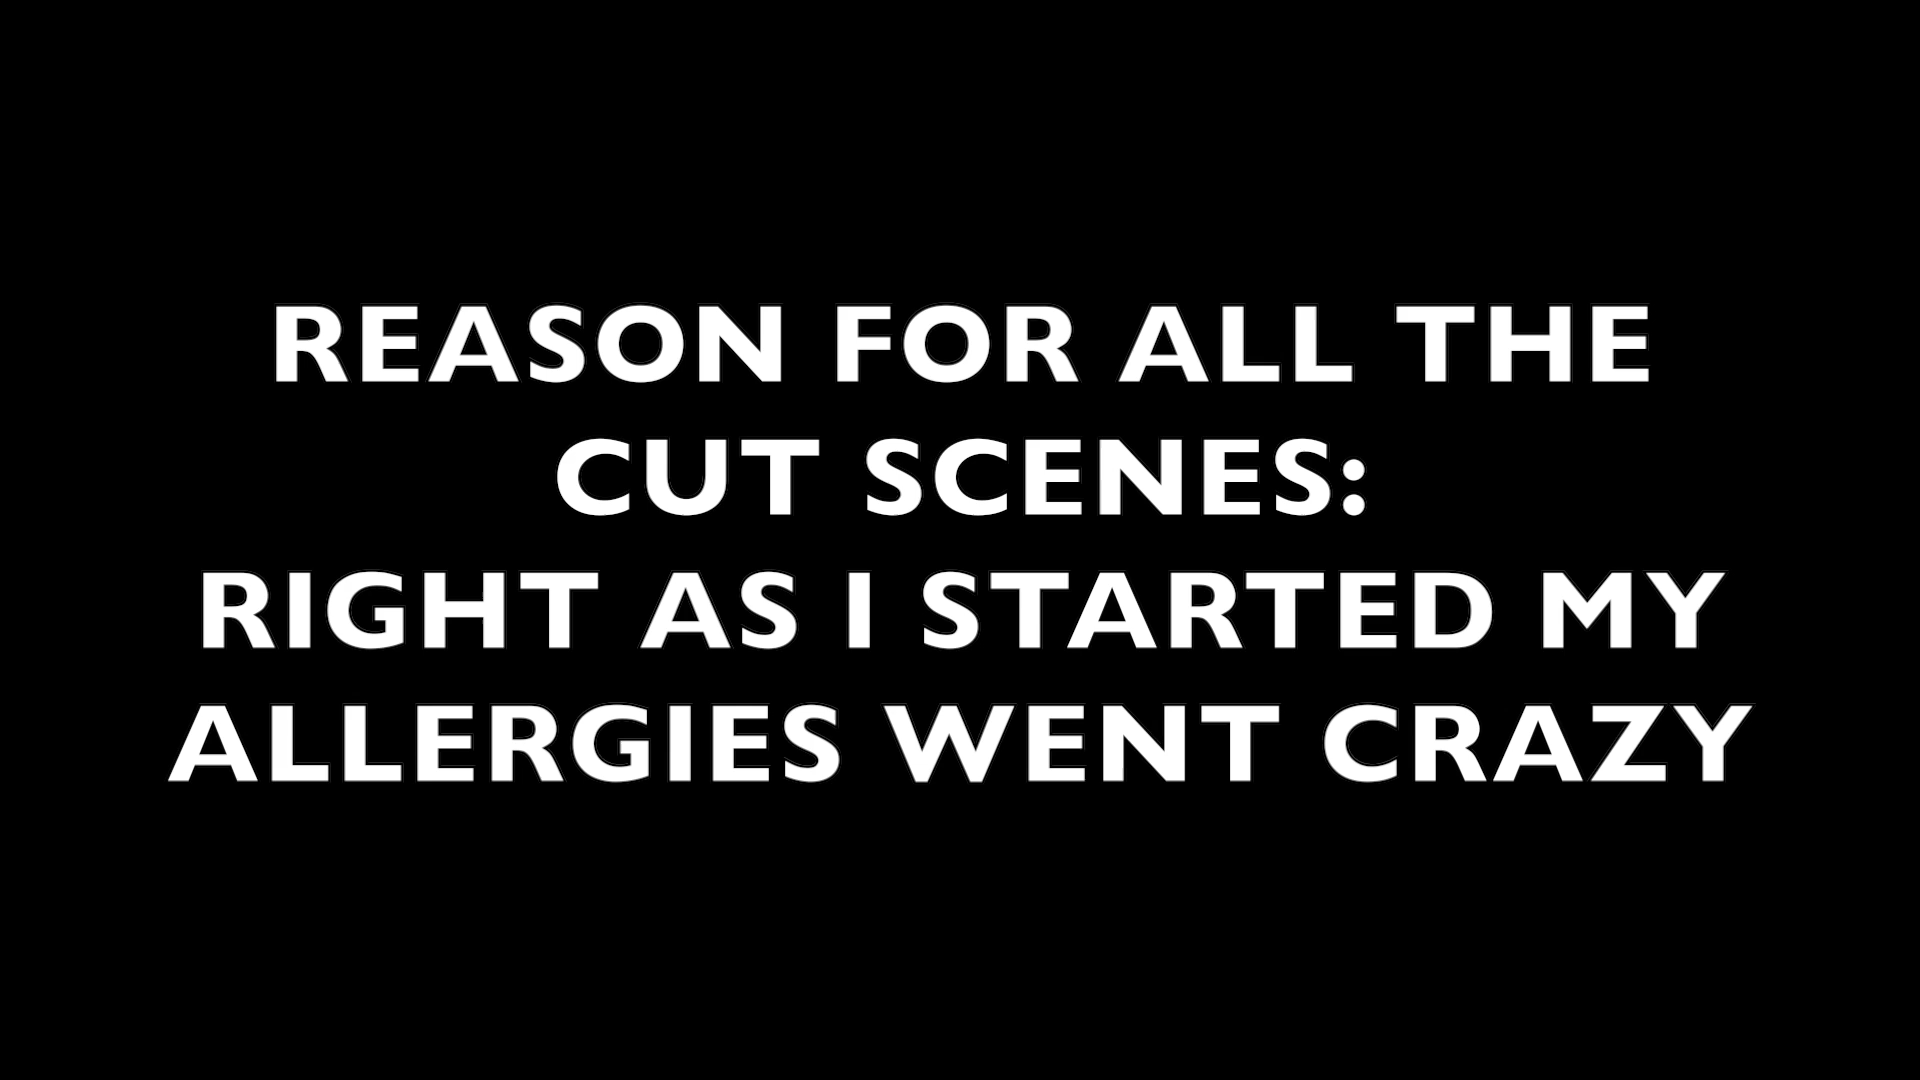 REASON FOR ALL THE
CUT SCENES:
RIGHT AS I STARTED MY
ALLERGIES WENT CRAZY